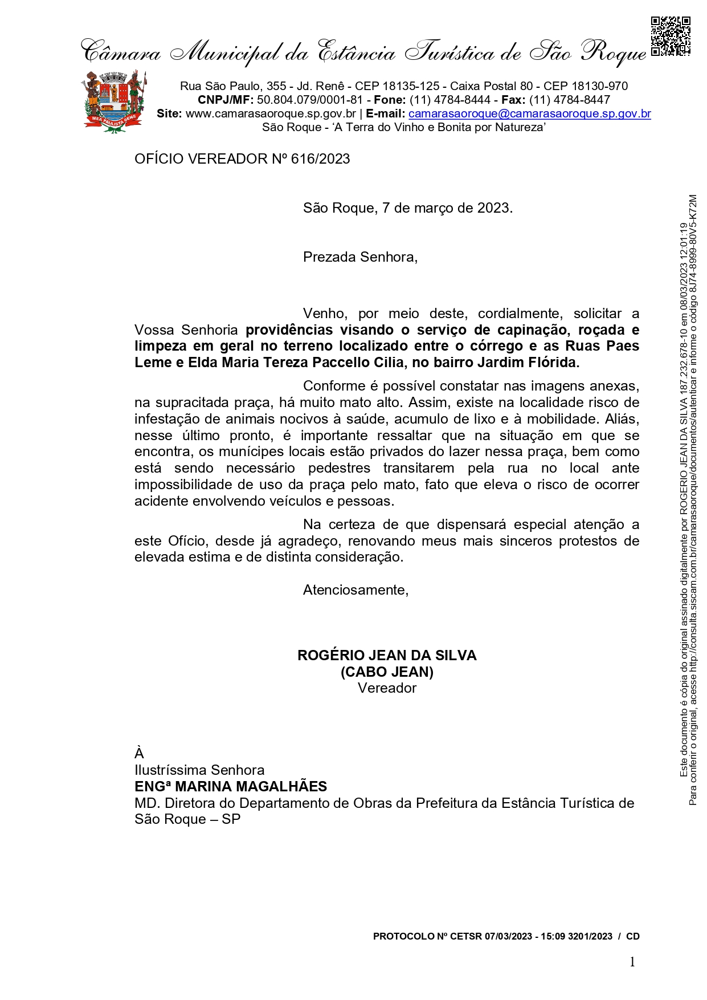 Câmara Municipal da Estância Turística de São Roque
MEA PAULISTA GENS
Rua São Paulo, 355 - Jd. Renê - CEP 18135-125 - Caixa Postal 80 - CEP 18130-970
CNPJ/MF: 50.804.079/0001-81 - Fone: (11) 4784-8444 - Fax: (11) 4784-8447
Site: www.camarasaoroque.sp.gov.br | E-mail: camarasaoroque@camarasaoroque.sp.gov.br
São Roque - ‘A Terra do Vinho e Bonita por Natureza’
OFÍCIO VEREADOR Nº 616/2023
São Roque, 7 de março de 2023.
Prezada Senhora,
Venho, por meio deste, cordialmente, solicitar a
Vossa Senhoria providências visando o serviço de capinação, roçada e
limpeza em geral no terreno localizado entre o córrego e as Ruas Paes
Leme e Elda Maria Tereza Paccello Cilia, no bairro Jardim Flórida.
Conforme é possível constatar nas imagens anexas,
na supracitada praça, há muito mato alto. Assim, existe na localidade risco de
infestação de animais nocivos à saúde, acumulo de lixo e à mobilidade. Aliás,
nesse último pronto, é importante ressaltar que na situação em que se
encontra, os munícipes locais estão privados do lazer nessa praça, bem como
está sendo necessário pedestres transitarem pela rua no local ante
impossibilidade de uso da praça pelo mato, fato que eleva o risco de ocorrer
acidente envolvendo veículos e pessoas.
Na certeza de que dispensará especial atenção a
este Ofício, desde já agradeço, renovando meus mais sinceros protestos de
elevada estima e de distinta consideração.
Atenciosamente,
ROGÉRIO JEAN DA SILVA
(CABO JEAN)
Vereador
À
Ilustríssima Senhora
ENGª MARINA MAGALHÃES
MD. Diretora do Departamento de Obras da Prefeitura da Estância Turística de
São Roque – SP
PROTOCOLO Nº CETSR 07/03/2023 - 15:09 3201/2023 / CD
1
Este documento é cópia do original assinado digitalmente por ROGERIO JEAN DA SILVA 187.232.678-10 em 08/03/2023 12:01:19
Para conferir o original, acesse http://consulta.siscam.com.br/camarasaoroque/documentos/autenticar e informe o código 8J74-8999-80V5-K72M